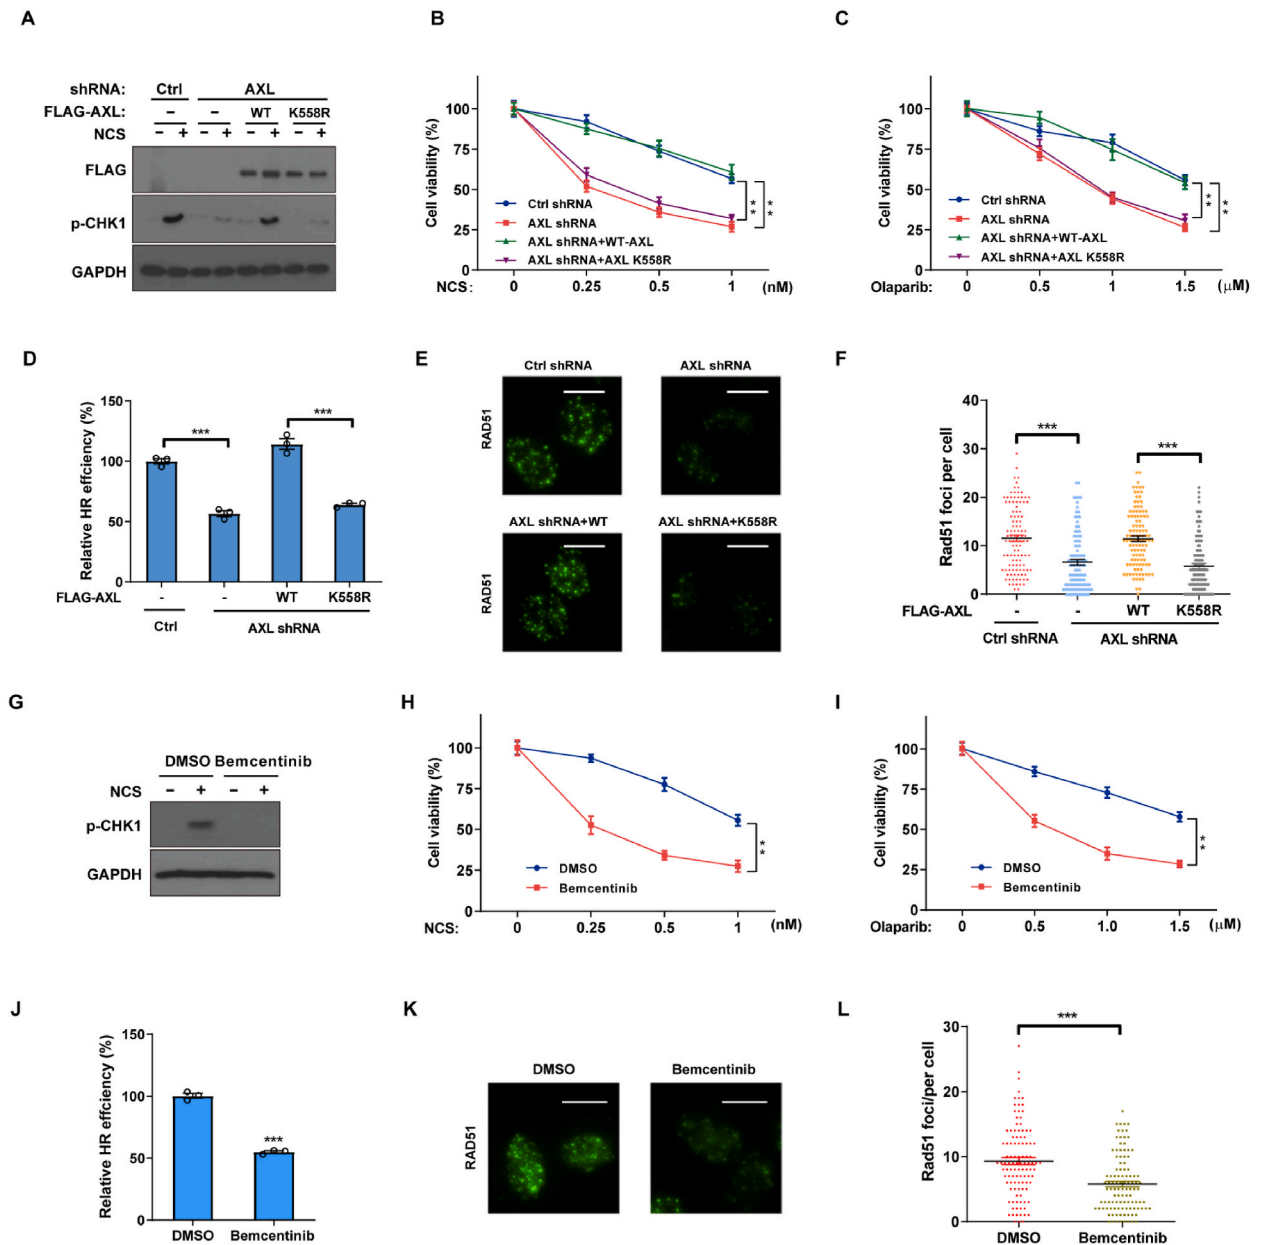 A
shRNA: Ctrl AXL
FLAG-AXL: – – WT K558R
NCS – + – + – + – +
FLAG
p-CHK1
GAPDH
B
Cell viability (%)
100
75
50
25
0
Ctrl shRNA
AXL shRNA
AXL shRNA+WT-AXL
AXL shRNA+AXL K558R
**
**
NCS: 0 0.25 0.5 1 (nM)
C
Cell viability (%)
100
75
50
25
0
Ctrl shRNA
AXL shRNA
AXL shRNA+WT-AXL
AXL shRNA+AXL K558R
**
**
Olaparib: 0 0.5 1 1.5 (μM)
D
Relative HR effciency (%)
150
100
50
0
***
***
FLAG-AXL - - WT K558R
Ctrl AXL shRNA
E
Ctrl shRNA AXL shRNA
RAD51
AXL shRNA+WT AXL shRNA+K558R
RAD51
F
Rad51 foci per cell
40
30
20
10
0
***
***
FLAG-AXL - - WT K558R
Ctrl shRNA AXL shRNA
G
DMSO Bemcentinib
NCS – + – +
p-CHK1
GAPDH
H
Cell viability (%)
100
75
50
25
0
DMSO
Bemcentinib
**
NCS: 0 0.25 0.5 1 (nM)
I
Cell viability (%)
100
75
50
25
0
DMSO
Bemcentinib
**
Olaparib: 0 0.5 1.0 1.5 (μM)
J
Relative HR effciency (%)
150
100
50
0
***
DMSO Bemcentinib
K
DMSO Bemcentinib
RAD51
L
Rad51 foci/per cell
30
20
10
0
***
DMSO Bemcentinib